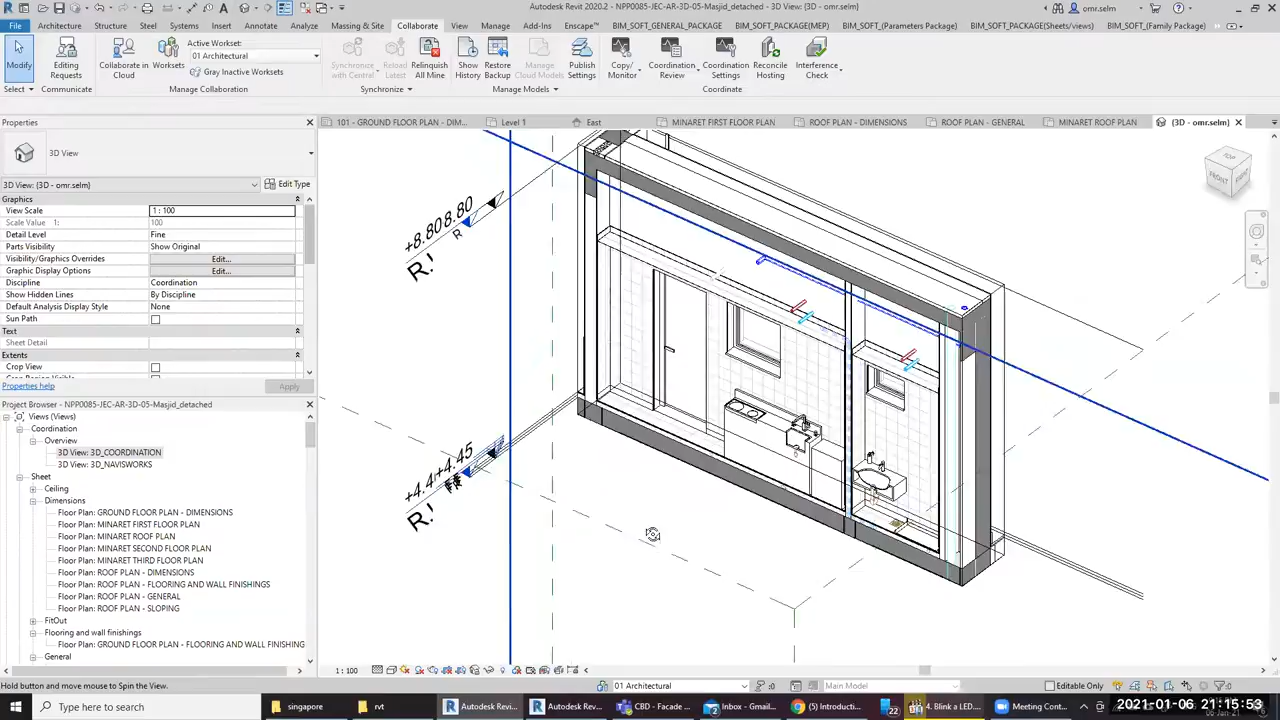 Autodesk Revit 2020.2 - NPP0085-JEC-AR-3D-05-Masjid_detached - 3D View: {3D - omr.selm}
omr.selm
File Architecture Structure Steel Systems Insert Annotate Analyze Massing & Site Collaborate View Manage Add-Ins Enscape™ BIM_SOFT_GENERAL_PACKAGE BIM_SOFT_PACKAGE(MEP) BIM_SOFT_(Parameters Package) BIM_SOFT_PACKAGE(Sheets/views) BIM_SOFT_(Family Package)
Modify
Select
Editing Requests
Communicate
Collaborate in Cloud
Worksets
Active Workset:
01 Architectural
Gray Inactive Worksets
Manage Collaboration
Synchronize with Central
Reload Latest
Relinquish All Mine
Synchronize
Show History
Restore Backup
Manage Cloud Models
Publish Settings
Manage Models
Copy/ Monitor
Coordination Review
Coordination Settings
Reconcile Hosting
Interference Check
Coordinate
Properties
101 - GROUND FLOOR PLAN - DIM... Level 1 East MINARET FIRST FLOOR PLAN ROOF PLAN - DIMENSIONS ROOF PLAN - GENERAL MINARET ROOF PLAN {3D - omr.selm}
3D View
3D View: {3D - omr.selm} Edit Type
Graphics
View Scale 1 : 100
Scale Value 1: 100
Detail Level Fine
Parts Visibility Show Original
Visibility/Graphics Overrides Edit...
Graphic Display Options Edit...
Discipline Coordination
Show Hidden Lines By Discipline
Default Analysis Display Style None
Sun Path
Text
Sheet Detail
Extents
Crop View
Properties help Apply
Project Browser - NPP0085-JEC-AR-3D-05-Masjid_detached
Views (Views)
Coordination
Overview
3D View: 3D_COORDINATION
3D View: 3D_NAVISWORKS
Sheet
Ceiling
Dimensions
Floor Plan: GROUND FLOOR PLAN - DIMENSIONS
Floor Plan: MINARET FIRST FLOOR PLAN
Floor Plan: MINARET ROOF PLAN
Floor Plan: MINARET SECOND FLOOR PLAN
Floor Plan: MINARET THIRD FLOOR PLAN
Floor Plan: ROOF PLAN - DIMENSIONS
Floor Plan: ROOF PLAN - FLOORING AND WALL FINISHINGS
Floor Plan: ROOF PLAN - GENERAL
Floor Plan: ROOF PLAN - SLOPING
FitOut
Flooring and wall finishings
Floor Plan: GROUND FLOOR PLAN - FLOORING AND WALL FINISHING
General
+8.80 8.80
R
TOP
FRONT
1 : 100
Hold button and move mouse to Spin the View.
01 Architectural
:0
Main Model
Editable Only
:0
Type here to search
singapore
rvt
Autodesk Revi...
Autodesk Revi...
CBD - Facade ...
Inbox - Gmail ...
(5) Introducti...
22
4. Blink a LED...
Meeting Cont...
2021-01-06 21:15:53